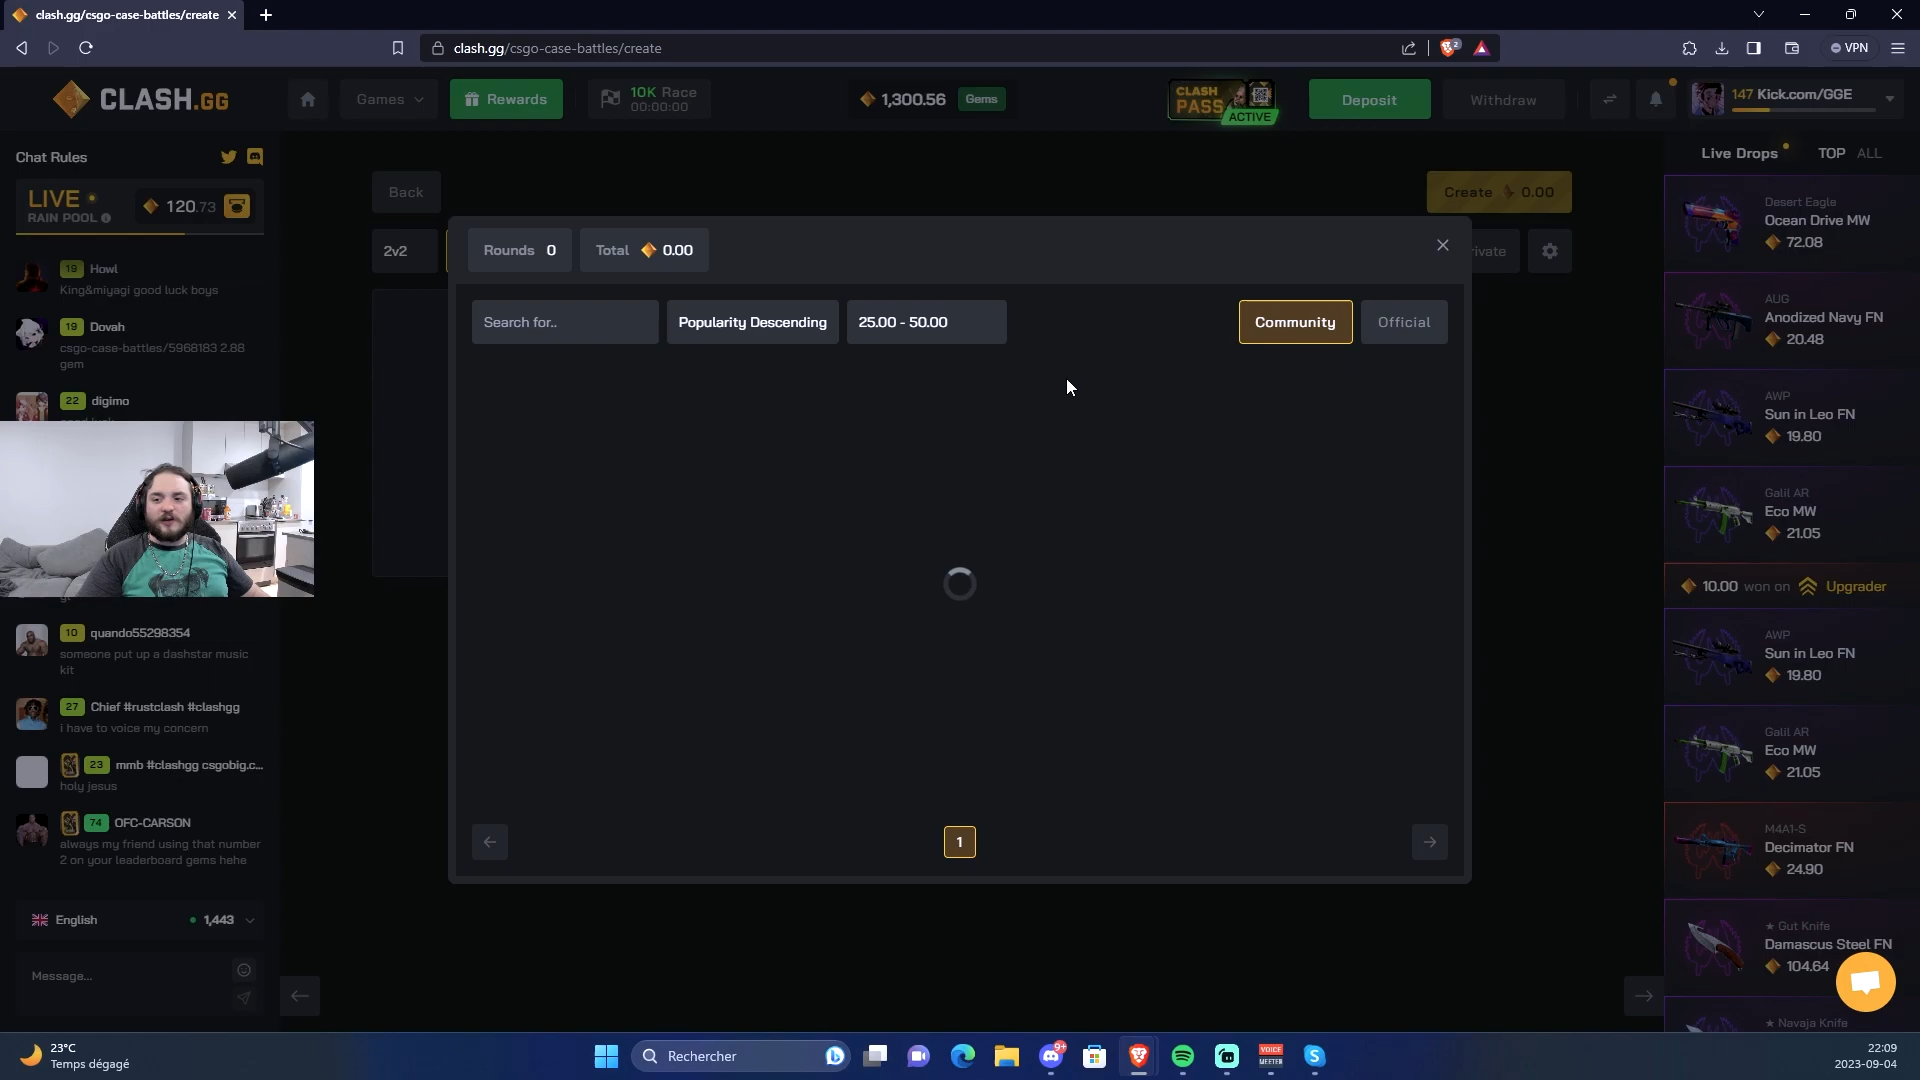 clash.gg/csgo-case-battles/create
clash.gg/csgo-case-battles/create
2
VPN
CLASH.GG
Games
Rewards
10K Race
00:00:00
1,300.56
Gems
CLASH
PASS
ACTIVE
Deposit
Withdraw
147 Kick.com/GGE
Chat Rules
LIVE
RAIN POOL
120.73
19 Howl
King&miyagi good luck boys
19 Dovah
csgo-case-battles/5968183 2.88
gem
22 digimo
10 quando55298354
someone put up a dashstar music
kit
27 Chief #rustclash #clashgg
i have to voice my concern
23 mmb #clashgg csgobig.c...
holy jesus
74 OFC-CARSON
always my friend using that number
2 on your leaderboard gems hehe
English
1,443
Message...
Back
Create 0.00
2v2
Rounds 0
Total 0.00
Search for..
Popularity Descending
25.00 - 50.00
Community
Official
1
Live Drops
TOP
ALL
Desert Eagle
Ocean Drive MW
72.08
AUG
Anodized Navy FN
20.48
AWP
Sun in Leo FN
19.80
Galil AR
Eco MW
21.05
10.00 won on Upgrader
AWP
Sun in Leo FN
19.80
Galil AR
Eco MW
21.05
M4A1-S
Decimator FN
24.90
★ Gut Knife
Damascus Steel FN
104.64
★ Navaja Knife
23°C
Temps dégagé
Rechercher
9+
VOICE
MEETER
22:09
2023-09-04